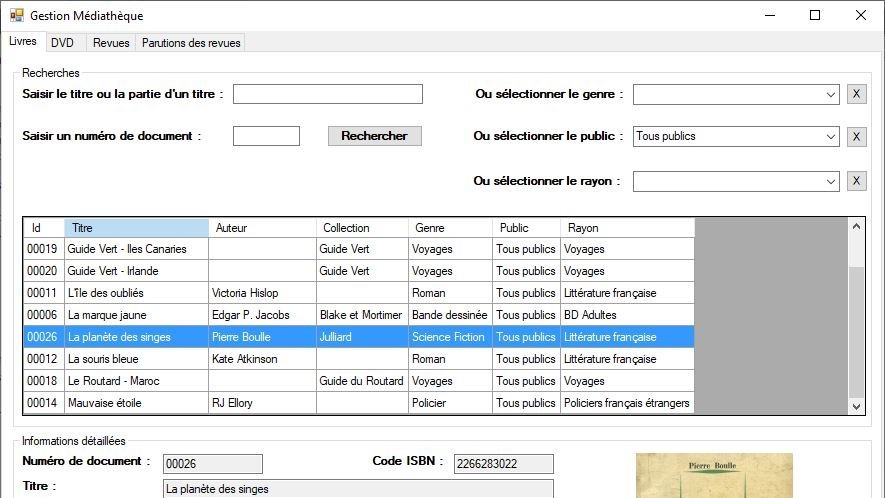 Gestion Médiathèque
Livres DVD Revues Parutions des revues
Recherches
Saisir le titre ou la partie d'un titre : Ou sélectionner le genre : X
Saisir un numéro de document : Rechercher Ou sélectionner le public : Tous publics X
Ou sélectionner le rayon : X
Id Titre Auteur Collection Genre Public Rayon
00019 Guide Vert - Iles Canaries Guide Vert Voyages Tous publics Voyages
00020 Guide Vert - Irlande Guide Vert Voyages Tous publics Voyages
00011 L'île des oubliés Victoria Hislop Roman Tous publics Littérature française
00006 La marque jaune Edgar P. Jacobs Blake et Mortimer Bande dessinée Tous publics BD Adultes
00026 La planète des singes Pierre Boulle Julliard Science Fiction Tous publics Littérature française
00012 La souris bleue Kate Atkinson Roman Tous publics Littérature française
00018 Le Routard - Maroc Guide du Routard Voyages Tous publics Voyages
00014 Mauvaise étoile RJ Ellory Policier Tous publics Policiers français étrangers
Informations détaillées
Numéro de document : 00026 Code ISBN : 2266283022
Pierre Boulle
Titre : La planète des singes